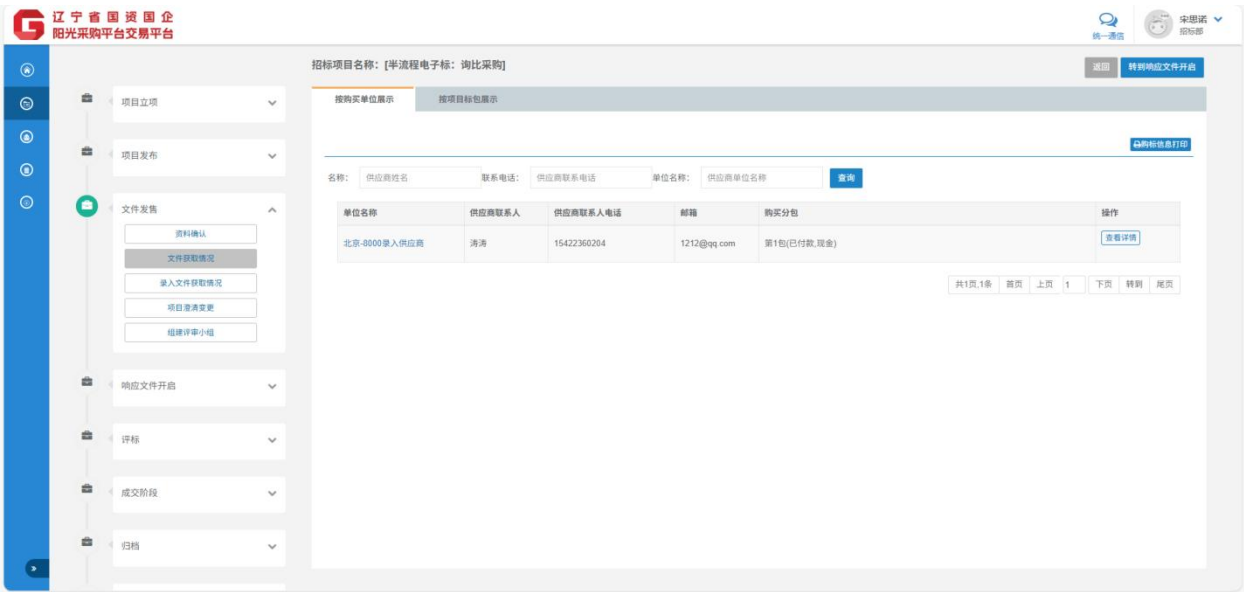 辽宁省国资国企
阳光采购平台交易平台
统一通信
宋思诺
招标部
招标项目名称：[半流程电子标：询比采购]
返回
转到响应文件开启
项目立项
项目发布
文件发售
资料确认
文件获取情况
录入文件获取情况
项目澄清变更
组建评审小组
响应文件开启
评标
成交阶段
归档
按购买单位展示
按项目标包展示
购标信息打印
名称： 供应商姓名 联系电话： 供应商联系电话 单位名称： 供应商单位名称 查询
单位名称 供应商联系人 供应商联系人电话 邮箱 购买分包 操作
北京-8000录入供应商 涛涛 15422360204 1212@qq.com 第1包(已付款,现金) 查看详情
共1页,1条 首页 上页 1 下页 转到 尾页